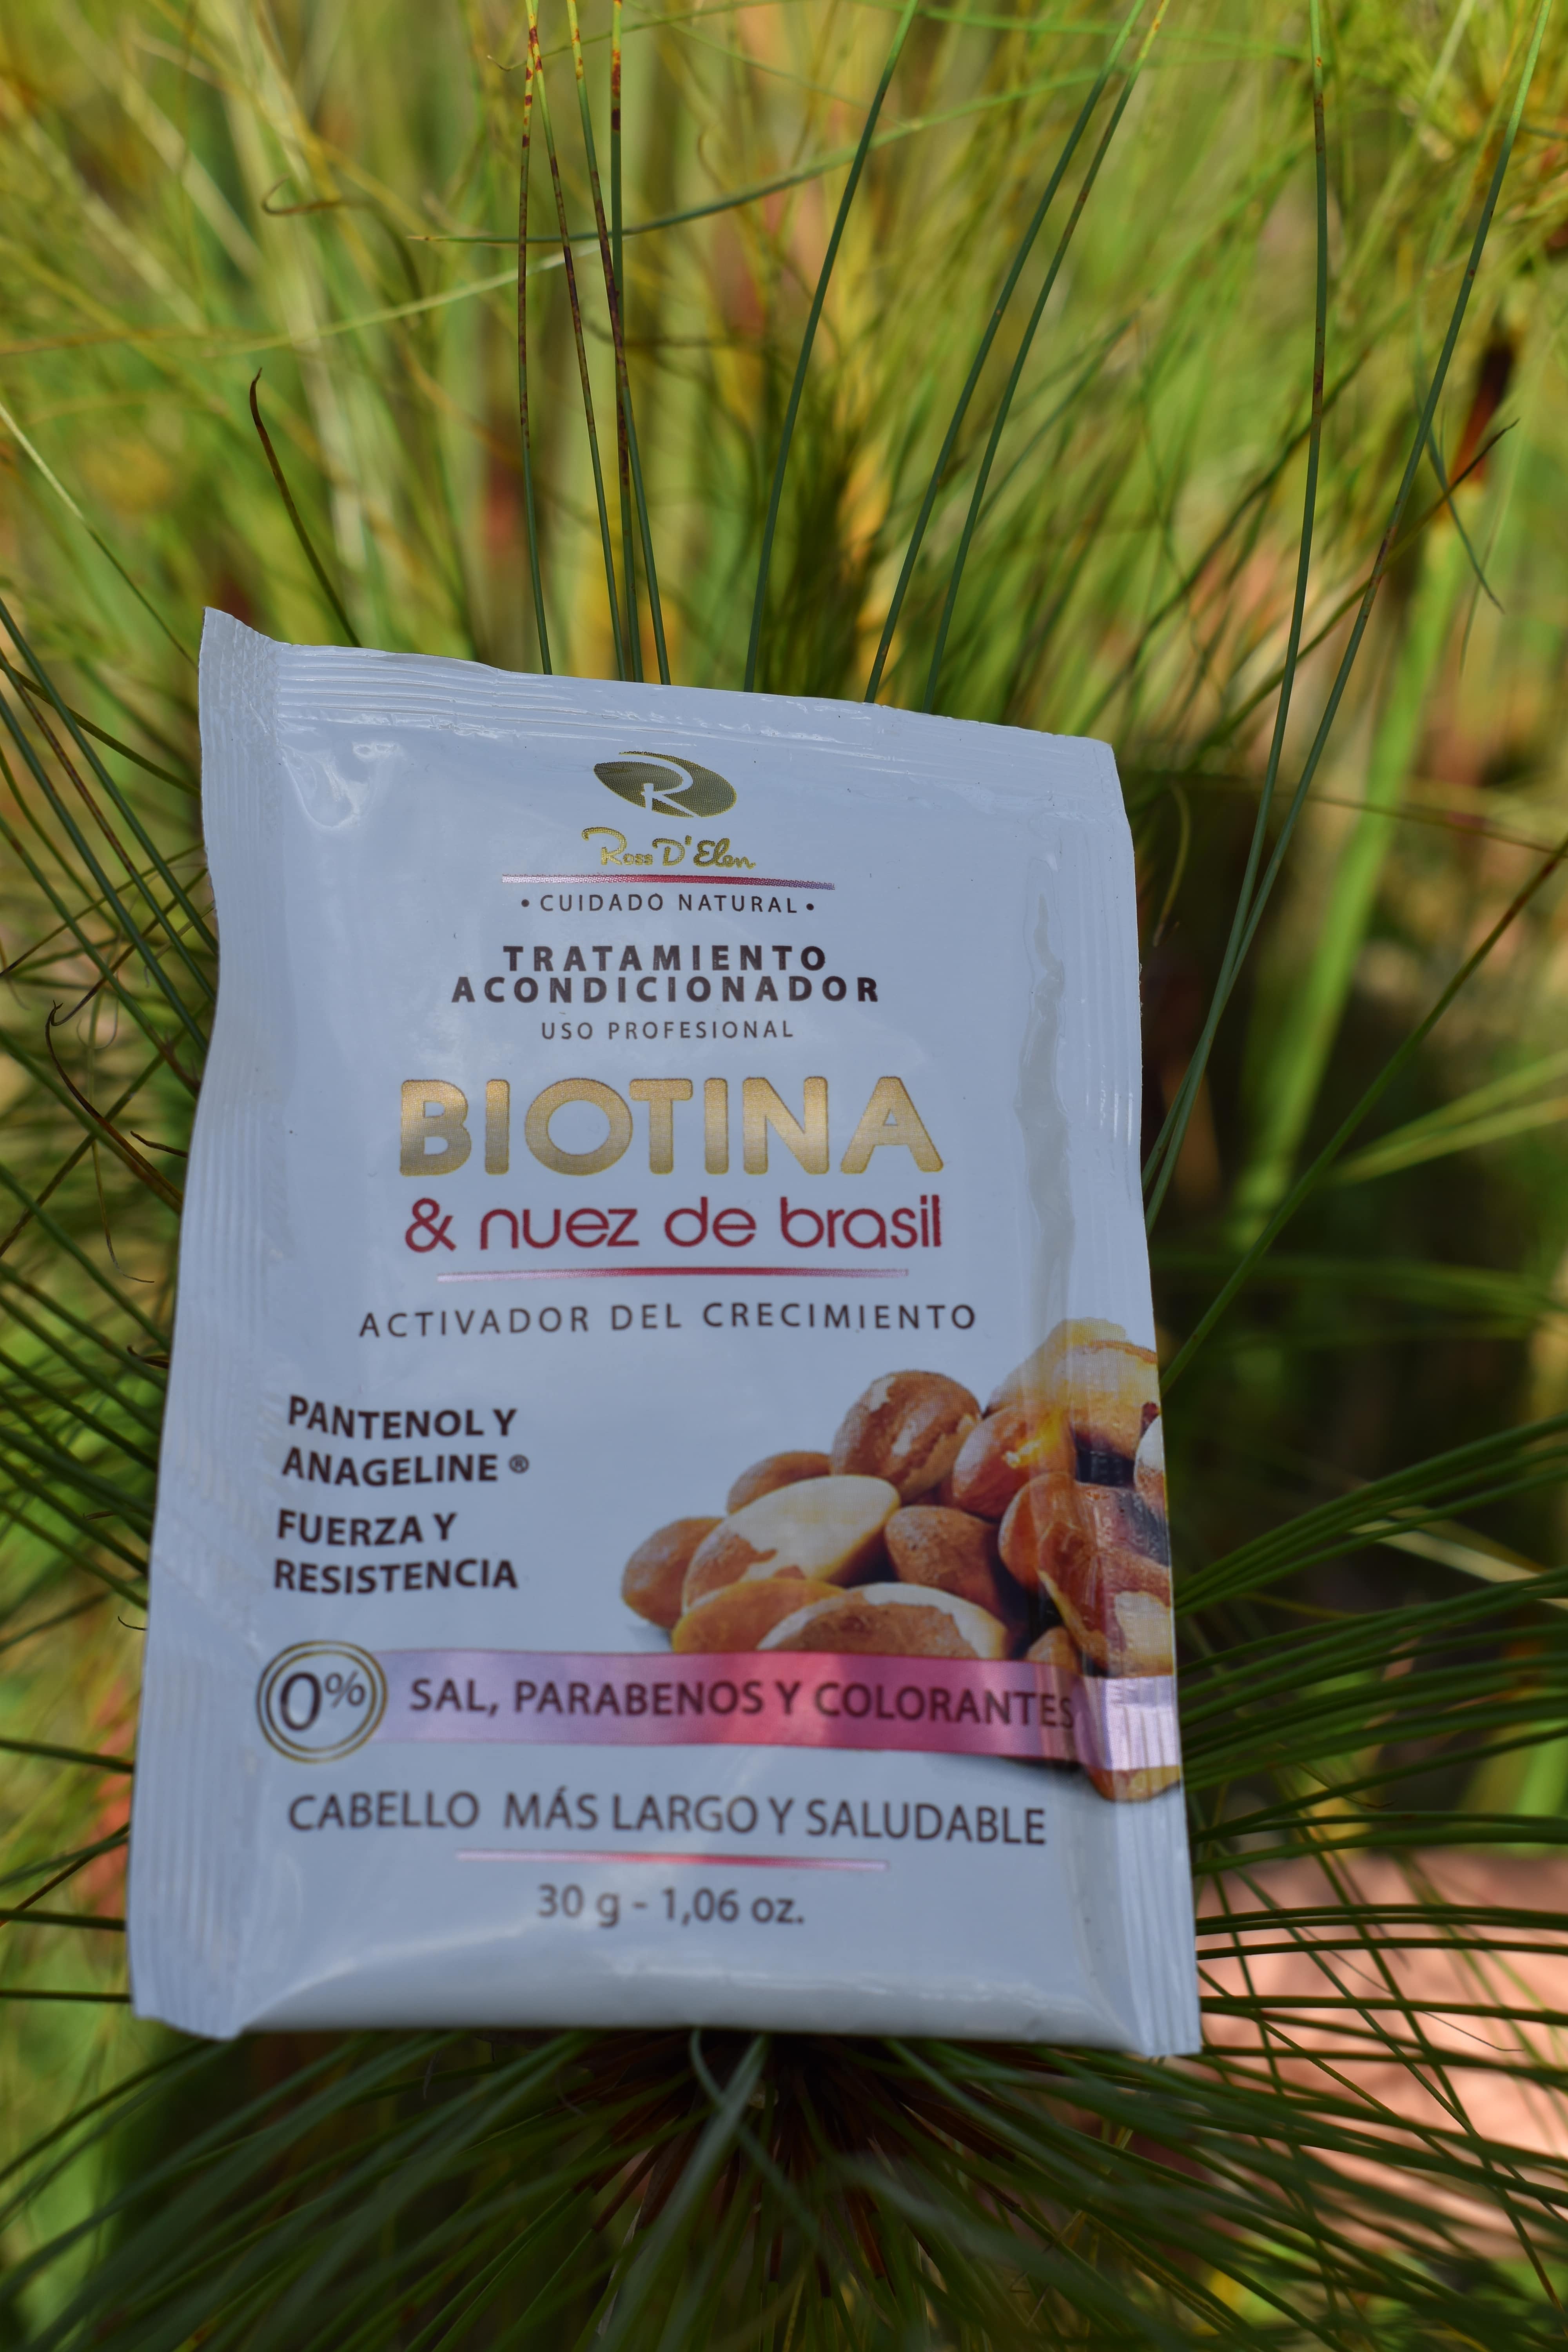 R
Ross D'Elen
• CUIDADO NATURAL •
TRATAMIENTO
ACONDICIONADOR
USO PROFESIONAL
BIOTINA
& nuez de brasil
ACTIVADOR DEL CRECIMIENTO
PANTENOL Y
ANAGELINE ®
FUERZA Y
RESISTENCIA
0% SAL, PARABENOS Y COLORANTES
CABELLO MÁS LARGO Y SALUDABLE
30 g - 1,06 oz.